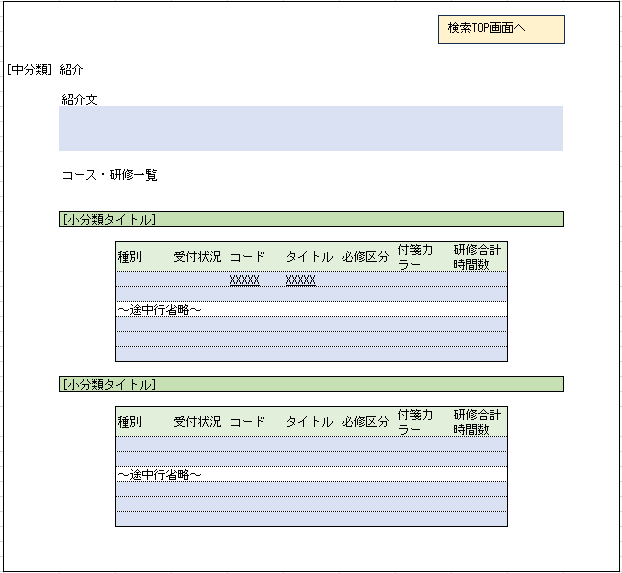 検索TOP画面へ
[中分類] 紹介
紹介文
コース・研修一覧
[小分類タイトル]
種別 受付状況 コード タイトル 必修区分 付箋カラー 研修合計時間数
XXXXX XXXXX
～途中行省略～
[小分類タイトル]
種別 受付状況 コード タイトル 必修区分 付箋カラー 研修合計時間数
～途中行省略～